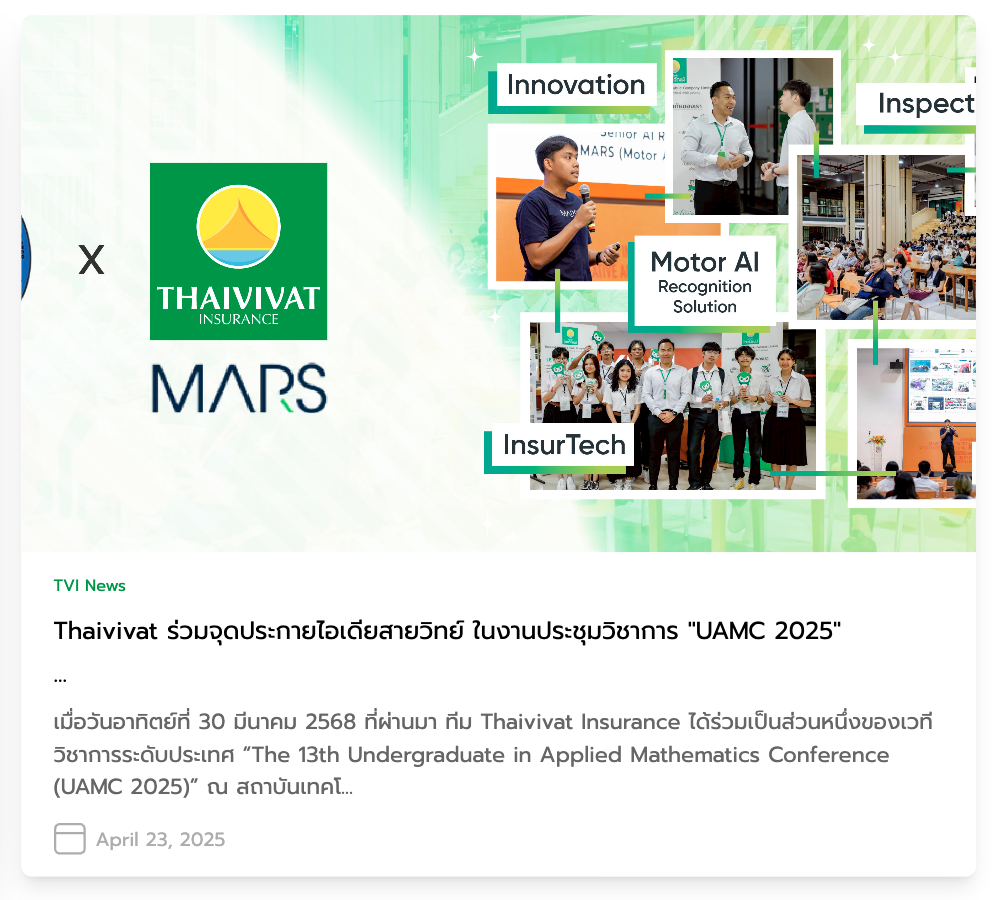 Innovation
Inspect
Senior AI R
MARS (Motor A
X
THAIVIVAT
INSURANCE
MARS
Motor AI
Recognition
Solution
InsurTech
TVI News
Thaivivat ร่วมจุดประกายไอเดียสายวิทย์ ในงานประชุมวิชาการ "UAMC 2025"
...
เมื่อวันอาทิตย์ที่ 30 มีนาคม 2568 ที่ผ่านมา ทีม Thaivivat Insurance ได้ร่วมเป็นส่วนหนึ่งของเวที
วิชาการระดับประเทศ “The 13th Undergraduate in Applied Mathematics Conference
(UAMC 2025)” ณ สถาบันเทคโ...
April 23, 2025